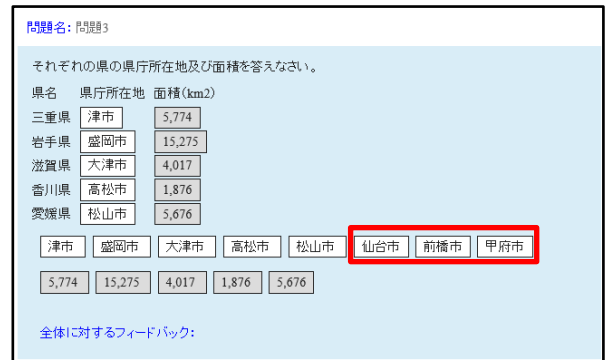 問題名: 問題3
それぞれの県の県庁所在地及び面積を答えなさい。
県名 県庁所在地 面積(km2)
三重県 津市 5,774
岩手県 盛岡市 15,275
滋賀県 大津市 4,017
香川県 高松市 1,876
愛媛県 松山市 5,676
津市 盛岡市 大津市 高松市 松山市 仙台市 前橋市 甲府市
5,774 15,275 4,017 1,876 5,676
全体に対するフィードバック: